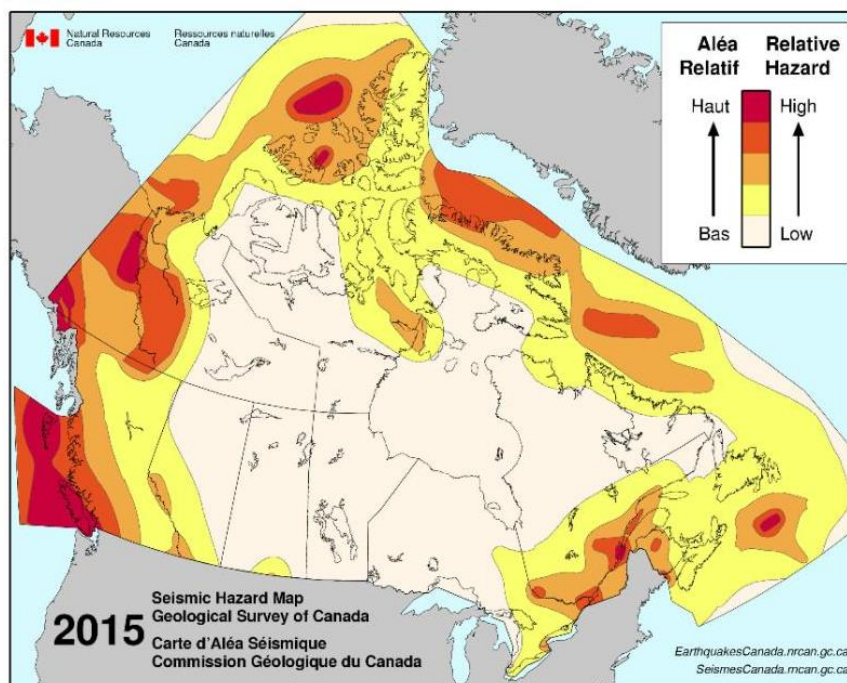 Natural Resources Canada
Ressources naturelles Canada
Aléa Relatif
Relative Hazard
Haut
High
Bas
Low
2015
Seismic Hazard Map
Geological Survey of Canada
Carte d'Aléa Séismique
Commission Géologique du Canada
EarthquakesCanada.nrcan.gc.ca
SeismesCanada.rncan.gc.ca